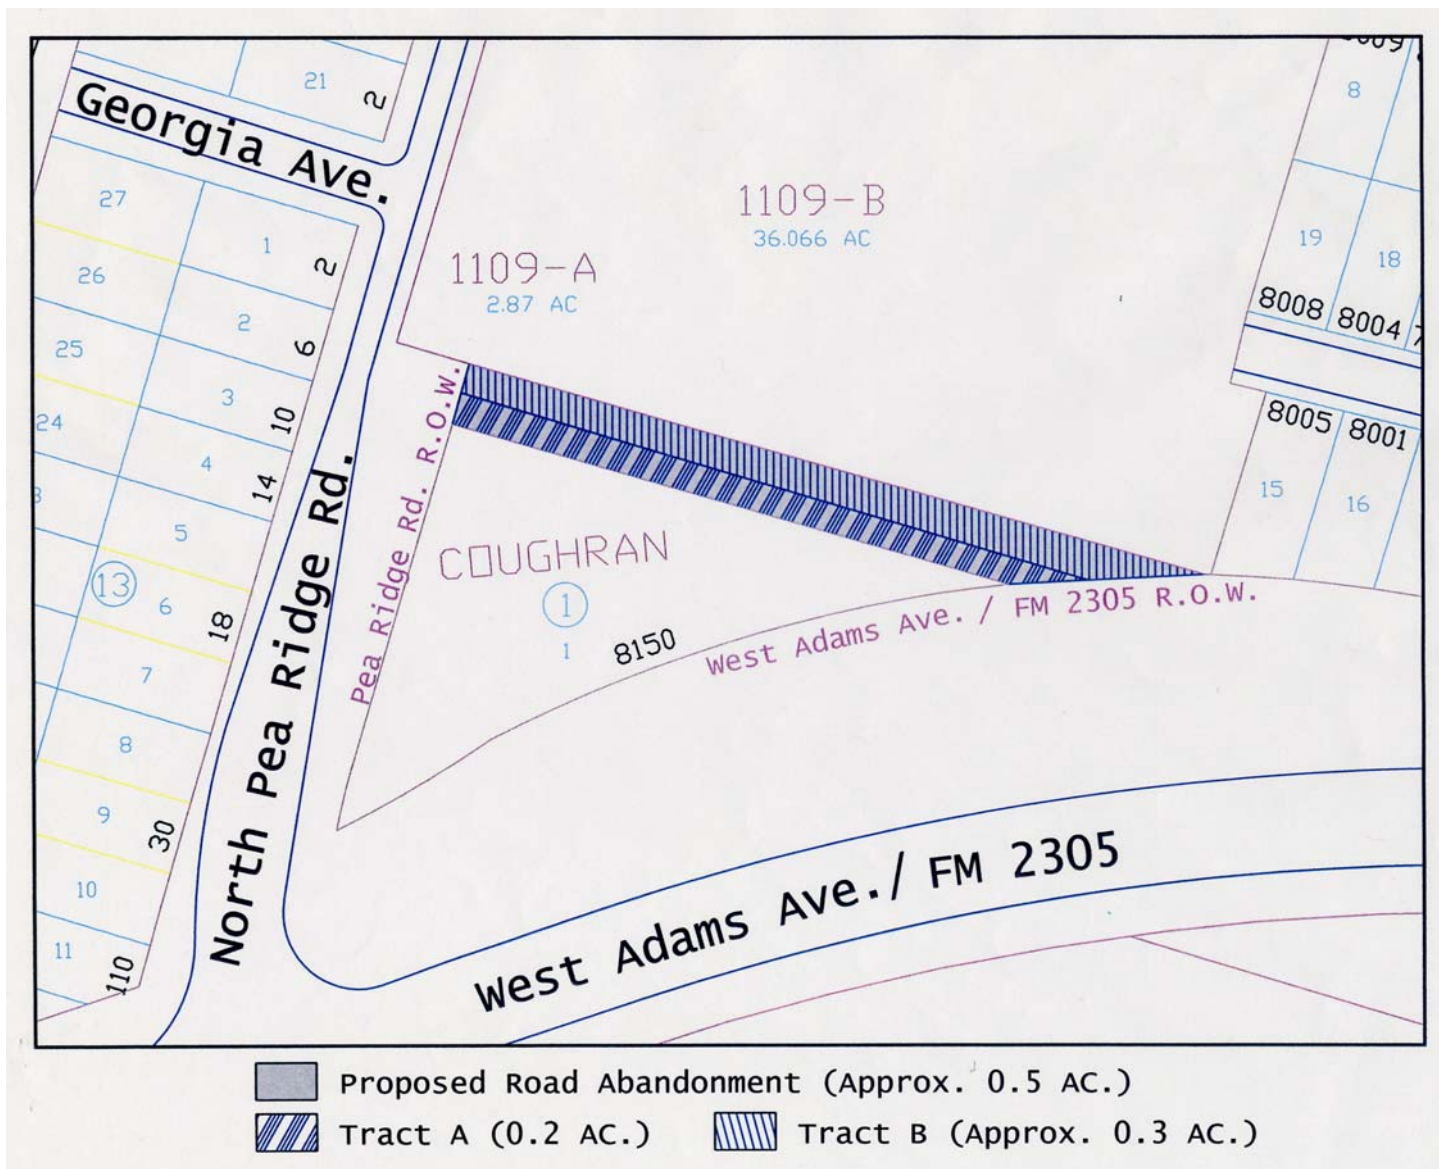 21
2
Georgia Ave.
27
1
2
26
2
6
25
3
10
24
4
14
5
13
6
18
7
8
9
30
10
11
110
North Pea Ridge Rd.
Pea Ridge Rd. R.O.W.
1109-A
2.87 AC
1109-B
36.066 AC
8
19
18
8008
8004
8005
8001
15
16
COUGHRAN
1
1
8150
West Adams Ave. / FM 2305 R.O.W.
West Adams Ave./ FM 2305
Proposed Road Abandonment (Approx. 0.5 AC.)
Tract A (0.2 AC.)
Tract B (Approx. 0.3 AC.)